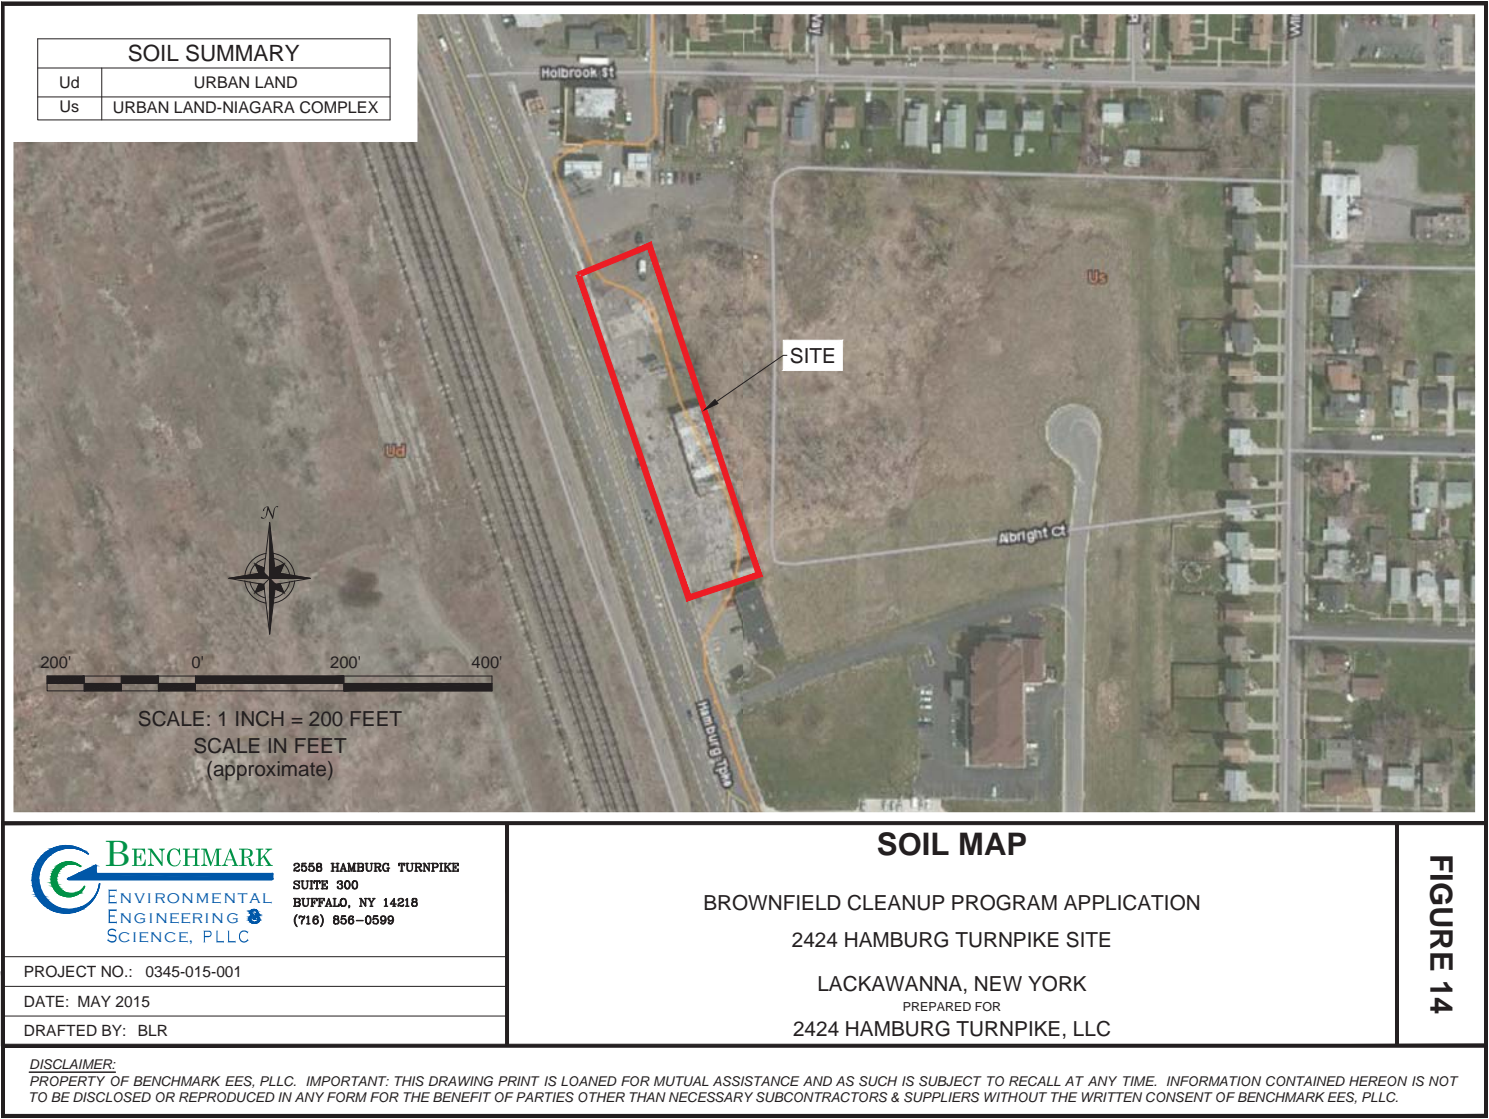 SOIL SUMMARY
Ud URBAN LAND
Us URBAN LAND-NIAGARA COMPLEX
Holbrook St
Us
SITE
Ud
Albright Ct
N
200' 0' 200' 400'
SCALE: 1 INCH = 200 FEET
SCALE IN FEET
(approximate)
Hamburg Tpke
BENCHMARK
ENVIRONMENTAL
ENGINEERING &
SCIENCE, PLLC
2558 HAMBURG TURNPIKE
SUITE 300
BUFFALO, NY 14218
(716) 856-0599
PROJECT NO.: 0345-015-001
DATE: MAY 2015
DRAFTED BY: BLR
SOIL MAP
BROWNFIELD CLEANUP PROGRAM APPLICATION
2424 HAMBURG TURNPIKE SITE
LACKAWANNA, NEW YORK
PREPARED FOR
2424 HAMBURG TURNPIKE, LLC
FIGURE 14
DISCLAIMER:
PROPERTY OF BENCHMARK EES, PLLC. IMPORTANT: THIS DRAWING PRINT IS LOANED FOR MUTUAL ASSISTANCE AND AS SUCH IS SUBJECT TO RECALL AT ANY TIME. INFORMATION CONTAINED HEREON IS NOT
TO BE DISCLOSED OR REPRODUCED IN ANY FORM FOR THE BENEFIT OF PARTIES OTHER THAN NECESSARY SUBCONTRACTORS & SUPPLIERS WITHOUT THE WRITTEN CONSENT OF BENCHMARK EES, PLLC.